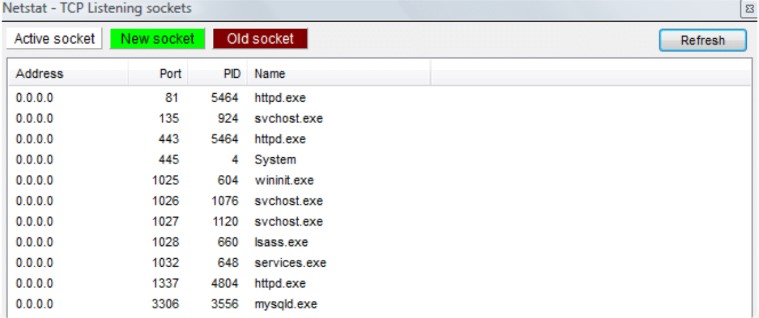 Netstat - TCP Listening sockets
Active socket New socket Old socket Refresh
Address Port PID Name
0.0.0.0 81 5464 httpd.exe
0.0.0.0 135 924 svchost.exe
0.0.0.0 443 5464 httpd.exe
0.0.0.0 445 4 System
0.0.0.0 1025 604 wininit.exe
0.0.0.0 1026 1076 svchost.exe
0.0.0.0 1027 1120 svchost.exe
0.0.0.0 1028 660 lsass.exe
0.0.0.0 1032 648 services.exe
0.0.0.0 1337 4804 httpd.exe
0.0.0.0 3306 3556 mysqld.exe